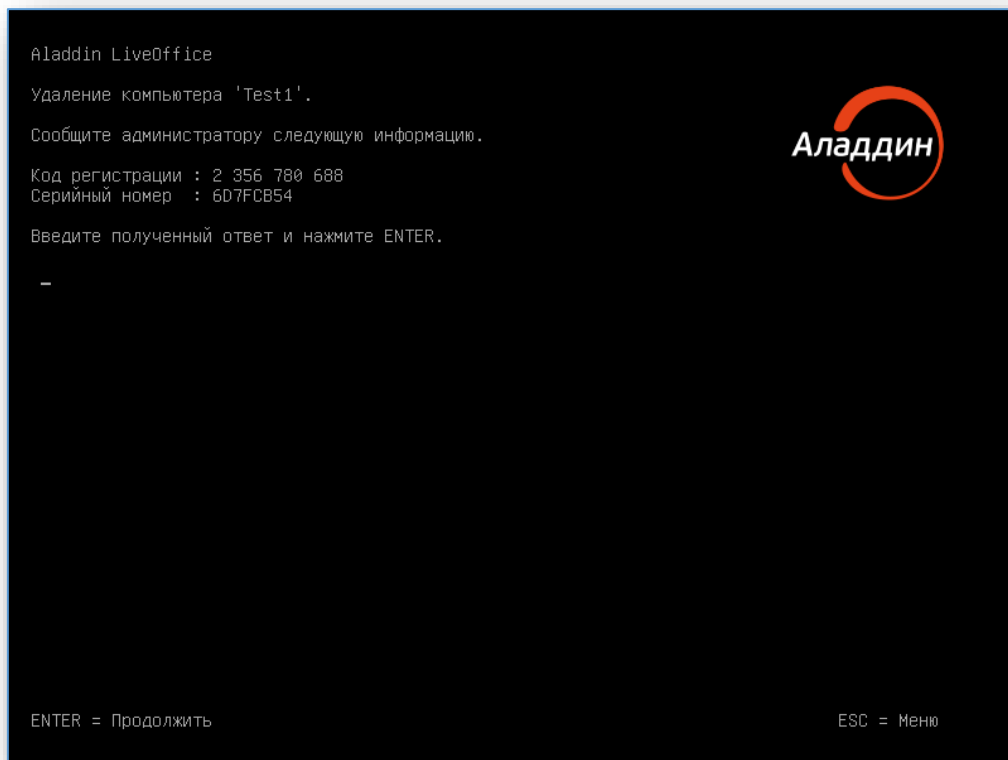 Aladdin LiveOffice
Удаление компьютера 'Test1'.
Сообщите администратору следующую информацию.
Аладдин
Код регистрации : 2 356 780 688
Серийный номер : 6D7FCB54
Введите полученный ответ и нажмите ENTER.
ENTER = Продолжить
ESC = Меню